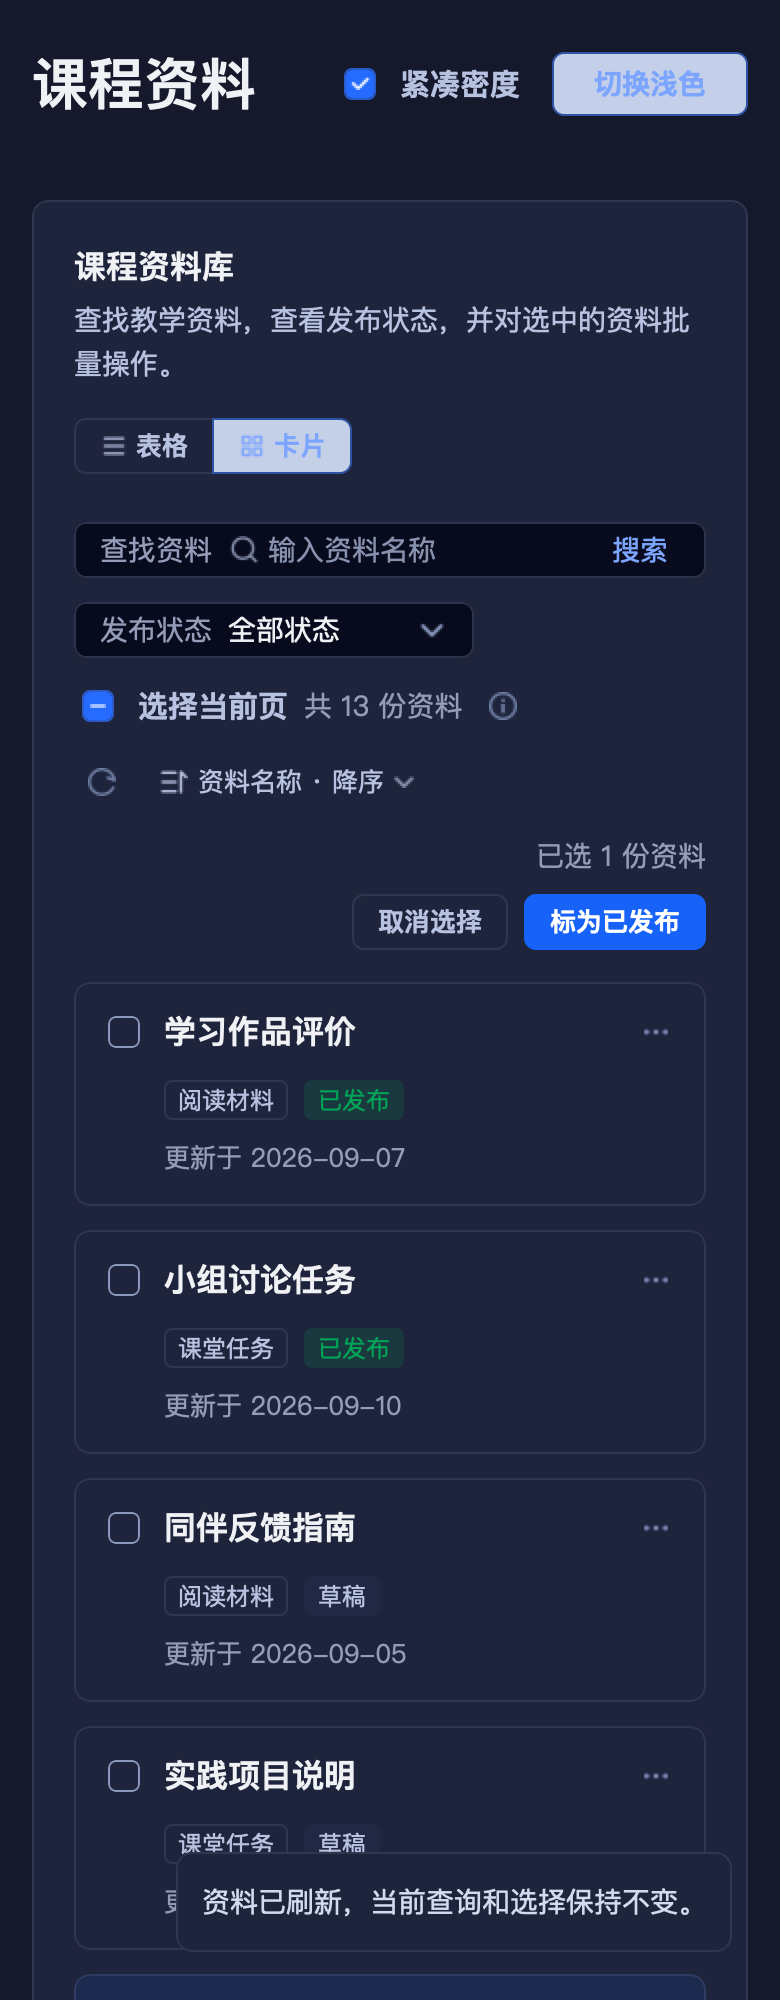 课程资料
紧凑密度
切换浅色
课程资料库
查找教学资料，查看发布状态，并对选中的资料批
量操作。
表格
卡片
查找资料 输入资料名称 搜索
发布状态 全部状态
选择当前页 共 13 份资料
资料名称 · 降序
已选 1 份资料
取消选择
标为已发布
学习作品评价
阅读材料 已发布
更新于 2026-09-07
小组讨论任务
课堂任务 已发布
更新于 2026-09-10
同伴反馈指南
阅读材料 草稿
更新于 2026-09-05
实践项目说明
课堂任务 草稿
资料已刷新，当前查询和选择保持不变。